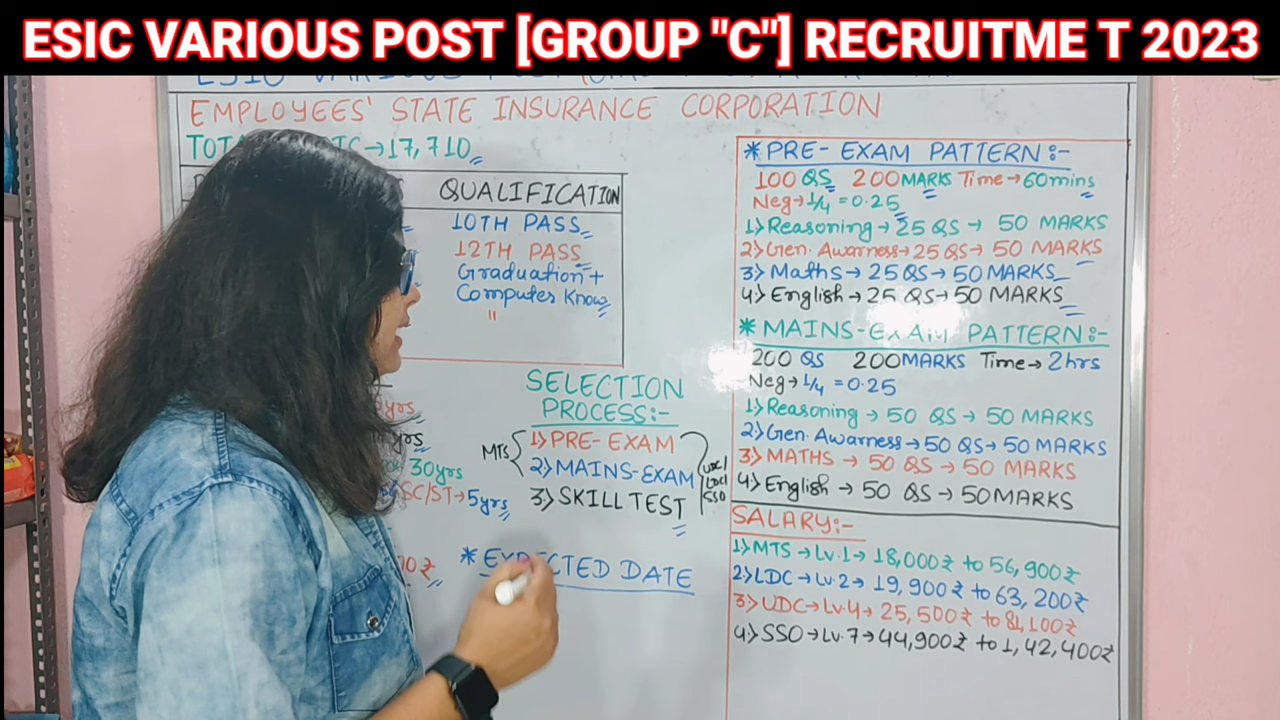 ESIC VARIOUS POST [GROUP "C"] RECRUITME T 2023
EMPLOYEES' STATE INSURANCE CORPORATION
→17,710
QUALIFICATION
10TH PASS
12TH PASS
Graduation +
Computer Know
"
yrs
yrs
30yrs
SC/ST→5yrs
SELECTION
PROCESS:-
MTS
1) PRE-EXAM
2) MAINS-EXAM
3) SKILL TEST
UDC/
LDC/
SSO
* EXPECTED DATE
* PRE-EXAM PATTERN:-
100 QS 200 MARKS Time→60mins
Neg→1/4 = 0.25
1) Reasoning → 25 QS → 50 MARKS
2) Gen. Awarness→25 QS→ 50 MARKS
3) Maths → 25 QS→50 MARKS
4) English → 25 QS→50 MARKS
* MAINS-EXAM PATTERN:-
200 QS 200MARKS Time→2hrs
Neg→1/4 = 0.25
1) Reasoning → 50 QS → 50 MARKS
2) Gen. Awarness→50 QS→ 50 MARKS
3) MATHS → 50 QS → 50 MARKS
4) English → 50 QS→50MARKS
SALARY:-
1) MTS → Lv.1→ 18,000₹ to 56,900₹
2) LDC→Lv.2→ 19,900₹ to 63,200₹
3) UDC→Lv.4→ 25,500₹ to 81,100₹
4) SSO→Lv.7→44,900₹ to 1,42,400₹